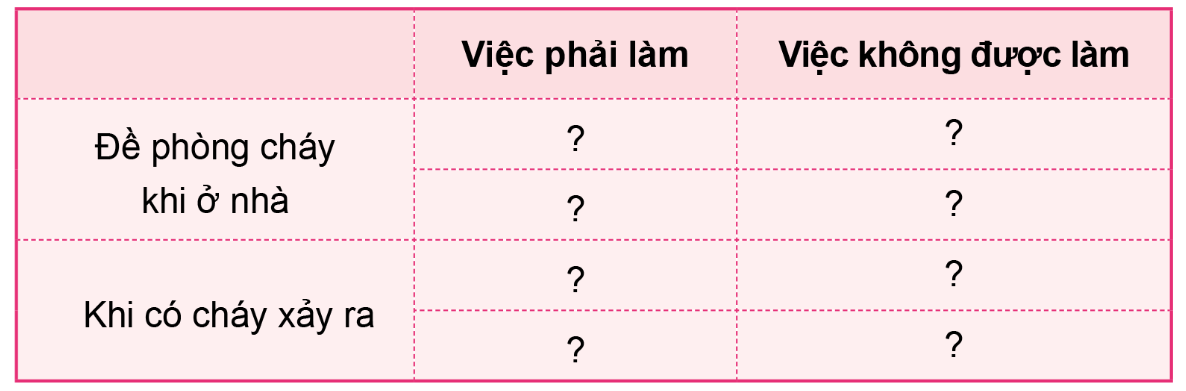 Việc phải làm
Việc không được làm
Đề phòng cháy
khi ở nhà
?
?
?
?
Khi có cháy xảy ra
?
?
?
?